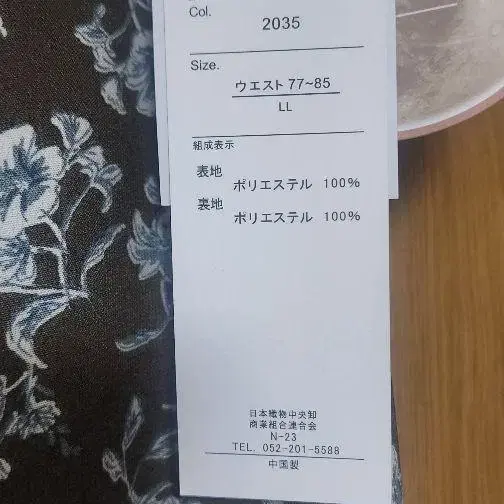 Col.
2035
Size.
ウエスト 77~85
LL
組成表示
表地
ポリエステル 100%
裏地
ポリエステル 100%
日本織物中央卸
商業組合連合会
N-23
TEL. 052-201-5588
中国製